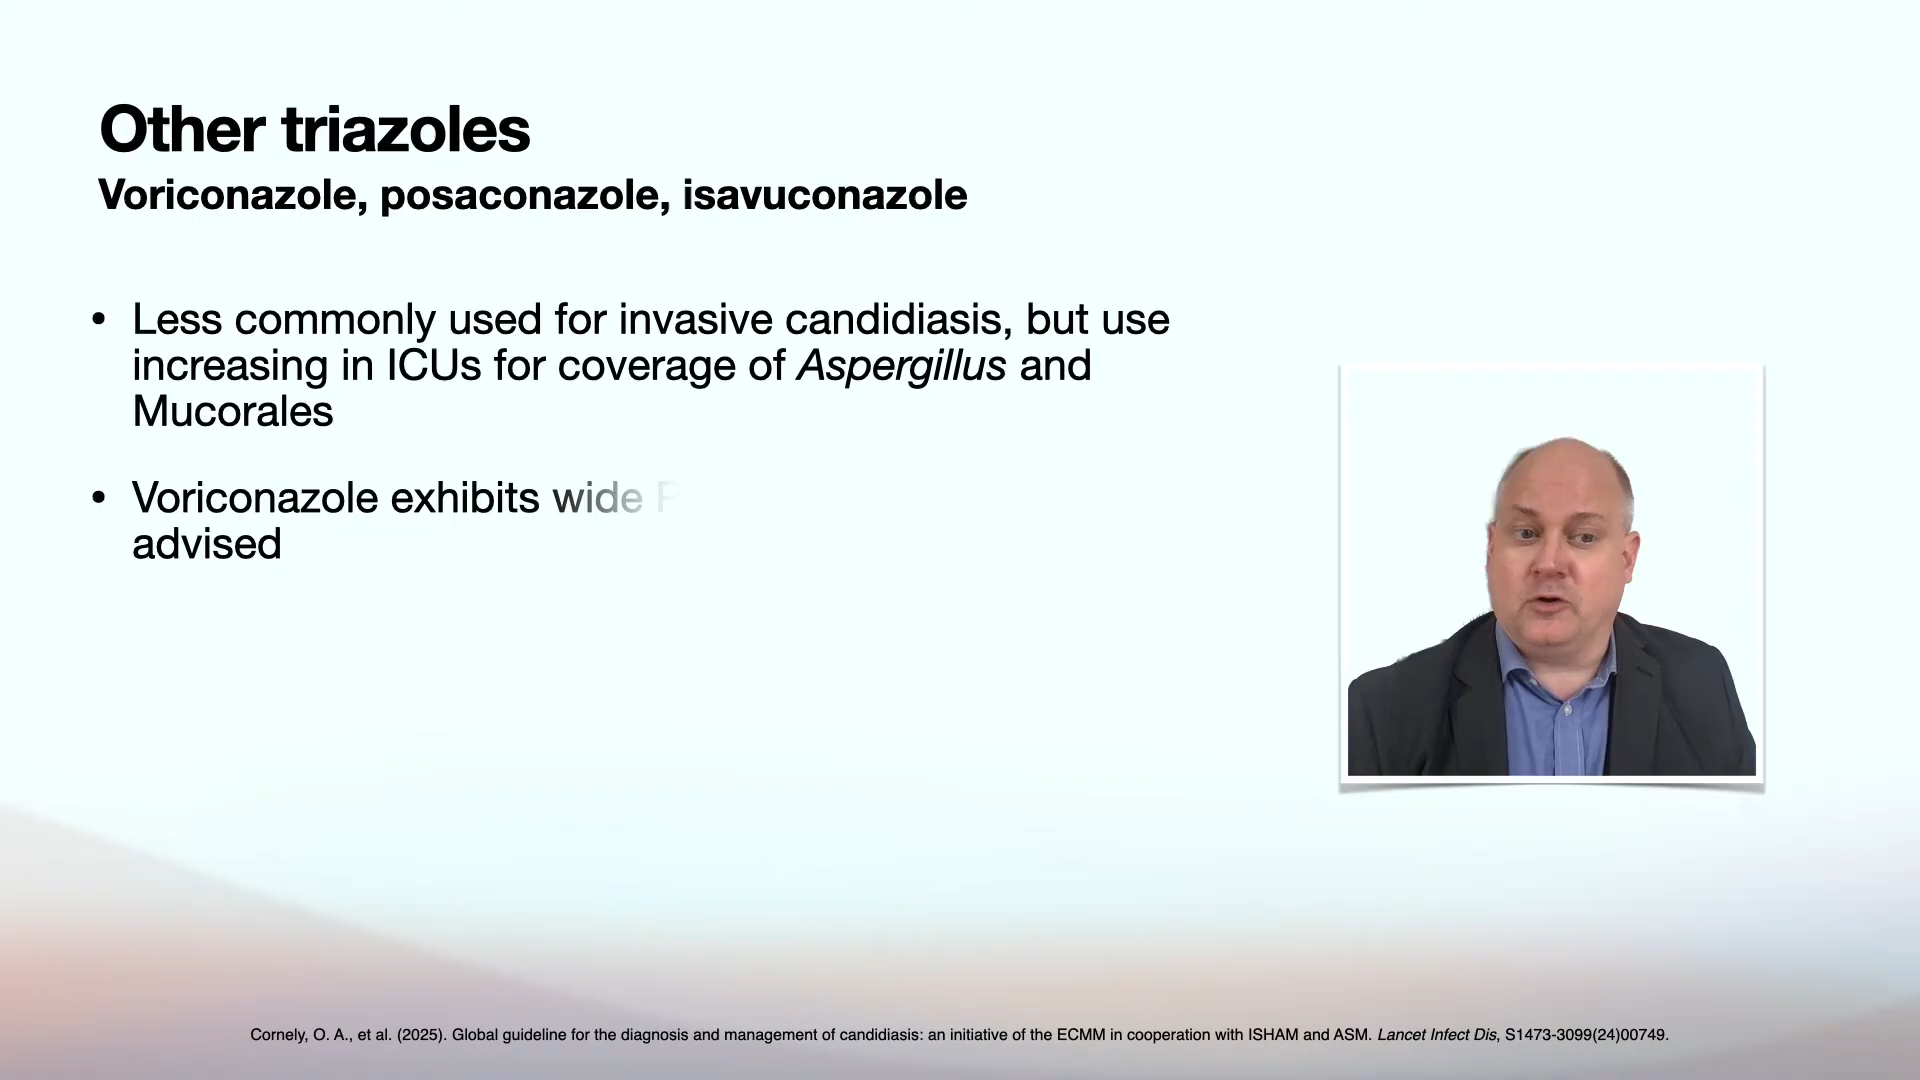 Other triazoles
Voriconazole, posaconazole, isavuconazole
• Less commonly used for invasive candidiasis, but use
increasing in ICUs for coverage of Aspergillus and
Mucorales
• Voriconazole exhibits wide P
advised
Cornely, O. A., et al. (2025). Global guideline for the diagnosis and management of candidiasis: an initiative of the ECMM in cooperation with ISHAM and ASM. Lancet Infect Dis, S1473-3099(24)00749.